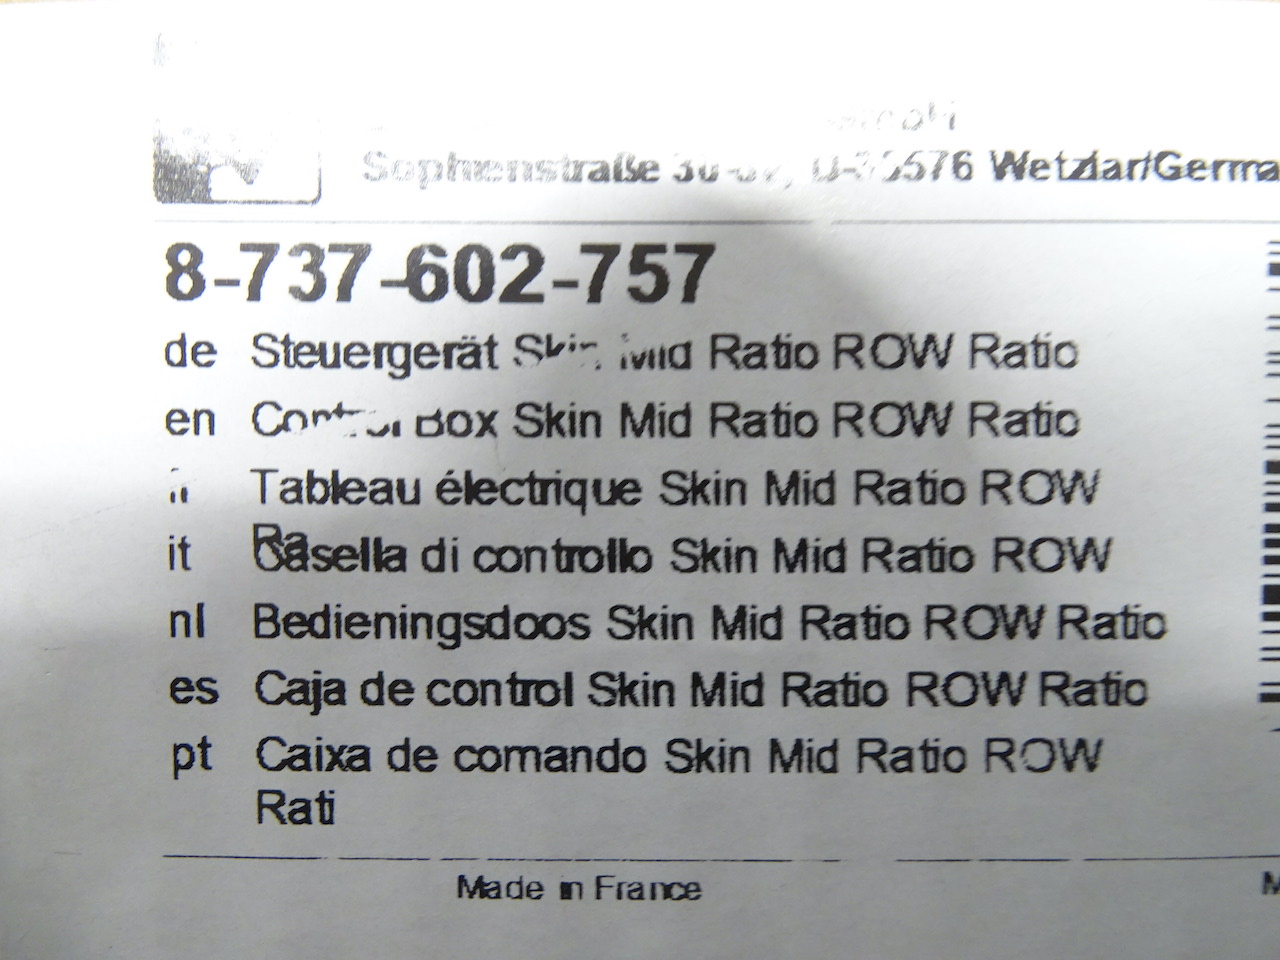 Sophienstraße Wetzlar/Germa
8-737-602-757
de Steuergerät Skin Mid Ratio ROW Ratio
en Control Box Skin Mid Ratio ROW Ratio
Tableau électrique Skin Mid Ratio ROW
Ra
it Casella di controllo Skin Mid Ratio ROW
nl Bedieningsdoos Skin Mid Ratio ROW Ratio
es Caja de control Skin Mid Ratio ROW Ratio
pt Caixa de comando Skin Mid Ratio ROW
Rati
Made in France
M